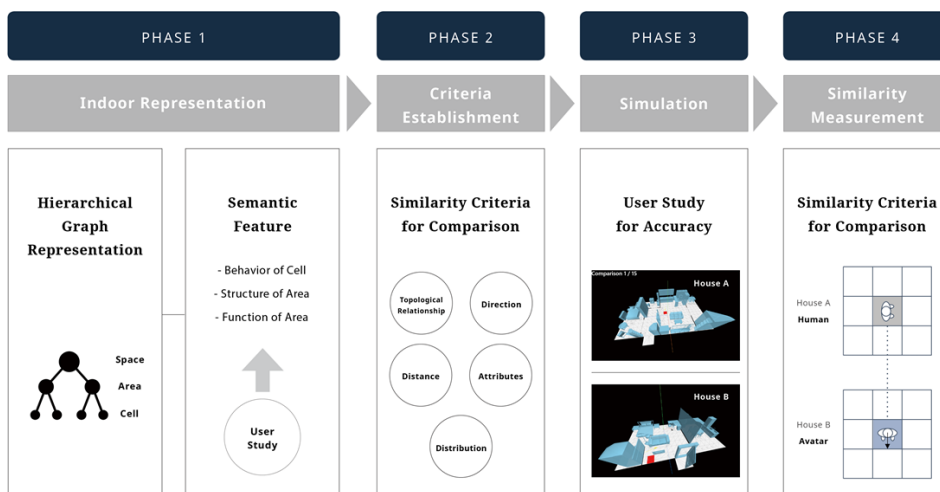 PHASE 1
PHASE 2
PHASE 3
PHASE 4
Indoor Representation
Criteria
Establishment
Simulation
Similarity
Measurement
Hierarchical
Graph
Representation
Space
Area
Cell
Semantic
Feature
- Behavior of Cell
- Structure of Area
- Function of Area
User
Study
Similarity Criteria
for Comparison
Topological
Relationship
Direction
Distance
Attributes
Distribution
User Study
for Accuracy
Comparison 1 / 15
House A
House B
Similarity Criteria
for Comparison
House A
Human
House B
Avatar